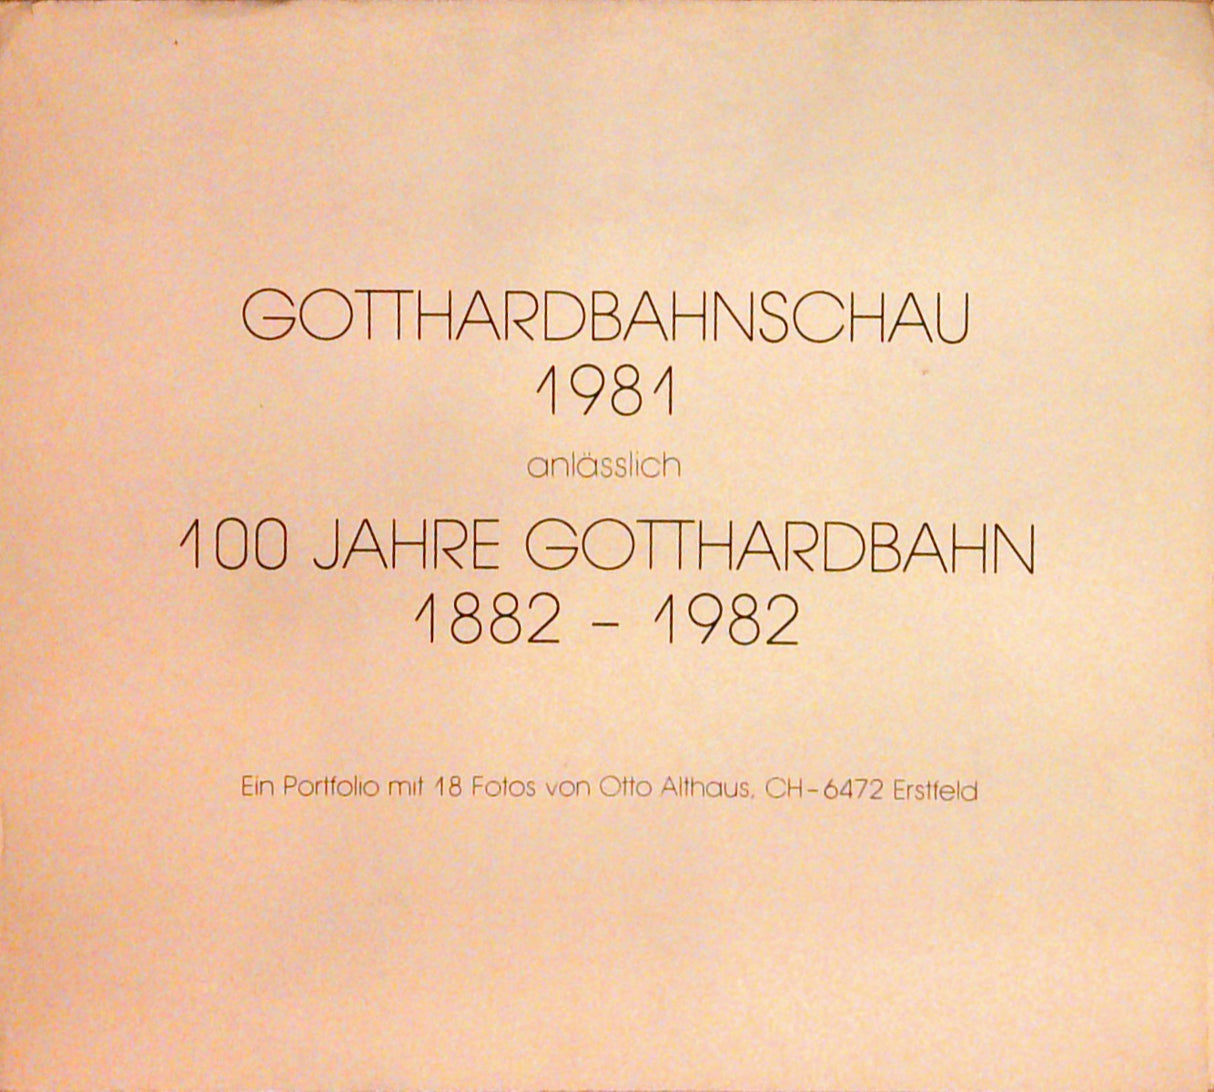 GOTTHARDBAHNSCHAU
1981
anlässlich
100 JAHRE GOTTHARDBAHN
1882 – 1982
Ein Portfolio mit 18 Fotos von Otto Althaus, CH-6472 Erstfeld